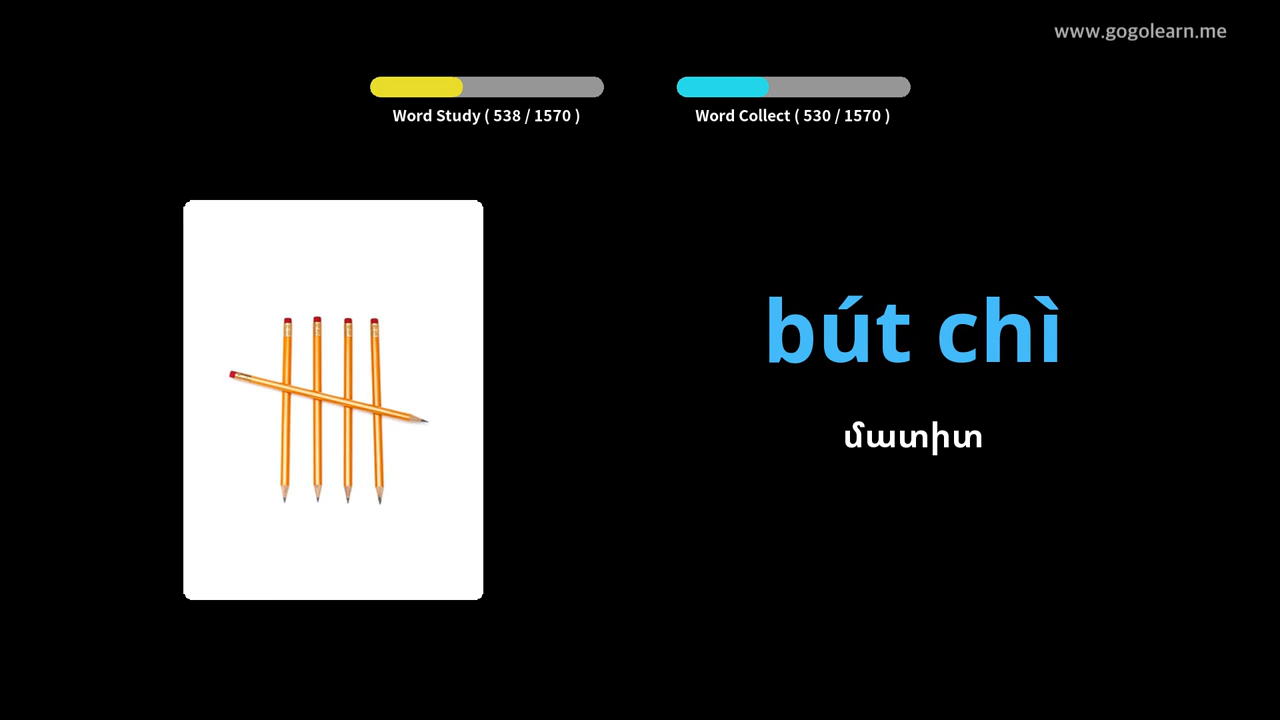 www.gogolearn.me
Word Study ( 538 / 1570 )
Word Collect ( 530 / 1570 )
bút chì
մատիտ